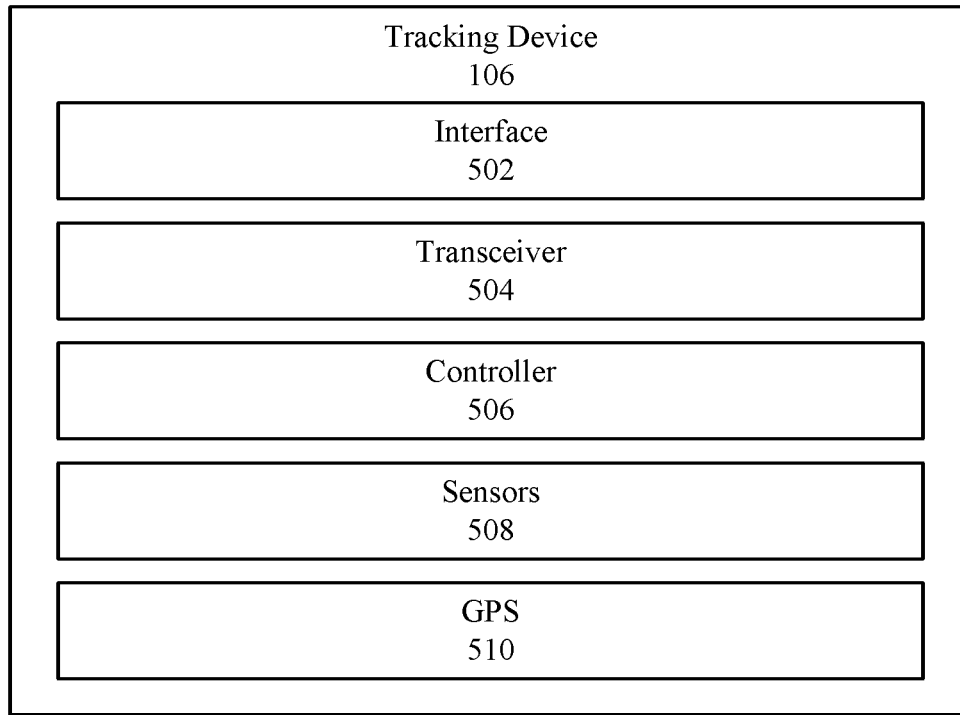 Tracking Device
106
Interface
502
Transceiver
504
Controller
506
Sensors
508
GPS
510